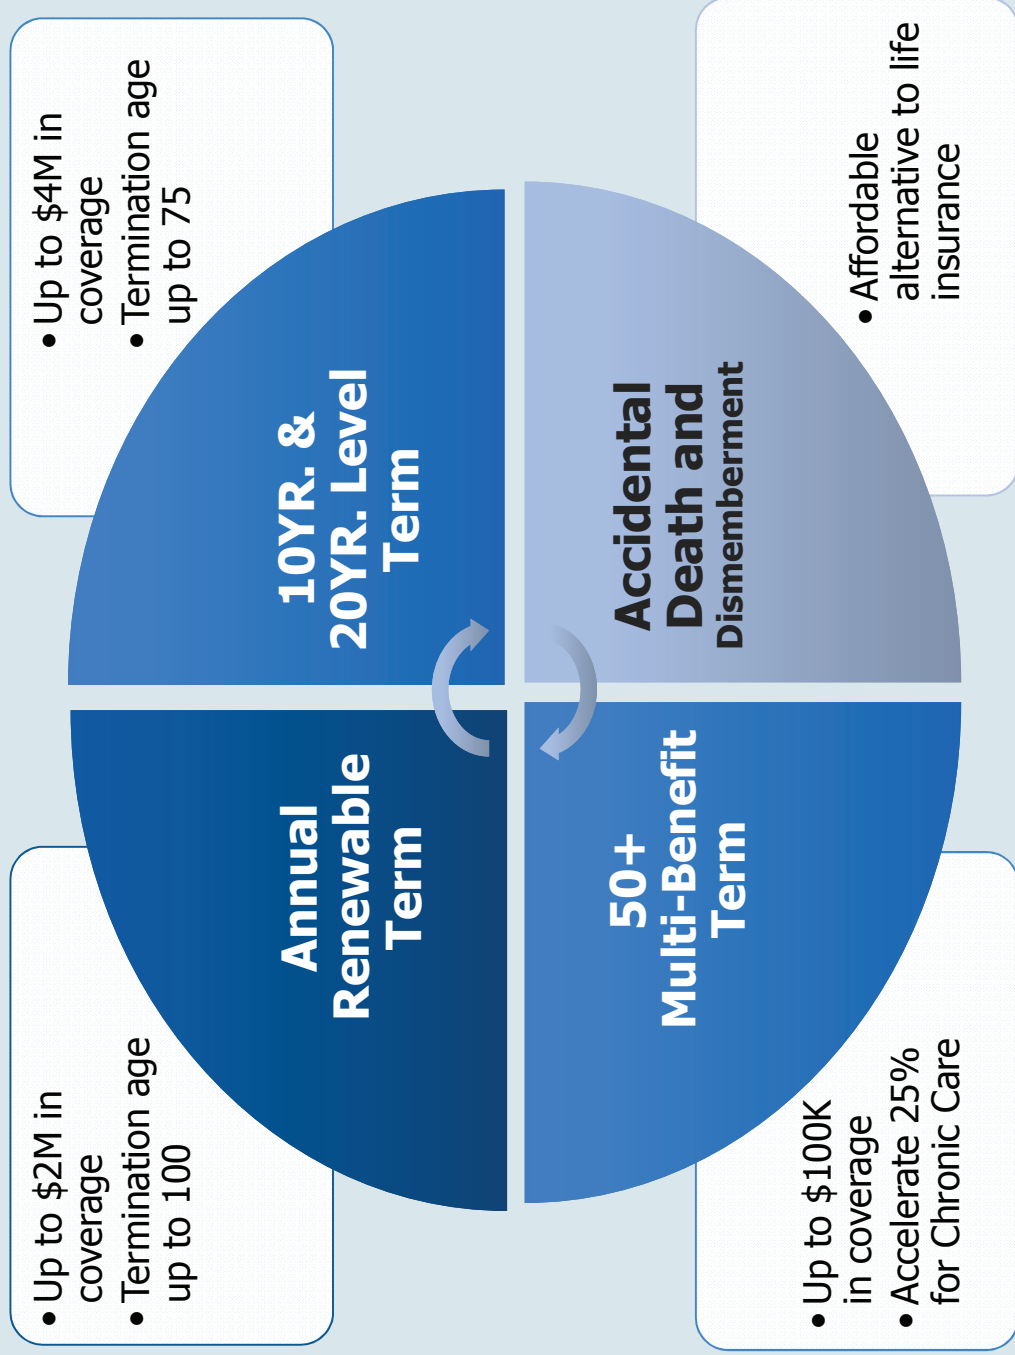 • Up to $2M in
coverage
• Termination age
up to 100
Annual
Renewable
Term
• Up to $4M in
coverage
• Termination age
up to 75
10YR. &
20YR. Level
Term
50+
Multi-Benefit
Term
• Up to $100K
in coverage
• Accelerate 25%
for Chronic Care
Accidental
Death and
Dismemberment
• Affordable
alternative to life
insurance